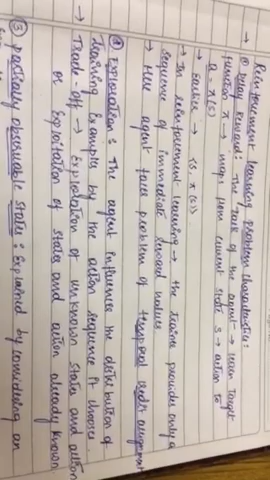 Reinforcement learning problem characteristics:
→ ① Delay Reward: The task of the agent → learn target
function π → maps from current state s → action to
a = π(s)
→ Earlier → <s, π(s)>
→ In reinforcement learning → the trainer provides only a
sequence of immediate reward values.
→ Here agent faces problem of temporal credit assignment
② Exploration: The agent influences the distribution of
training examples by the action sequence it chooses.
→ Trade-off → Exploration of unknown states and action
or Exploitation of states and action already known
③ partially observable states: Explained by considering an